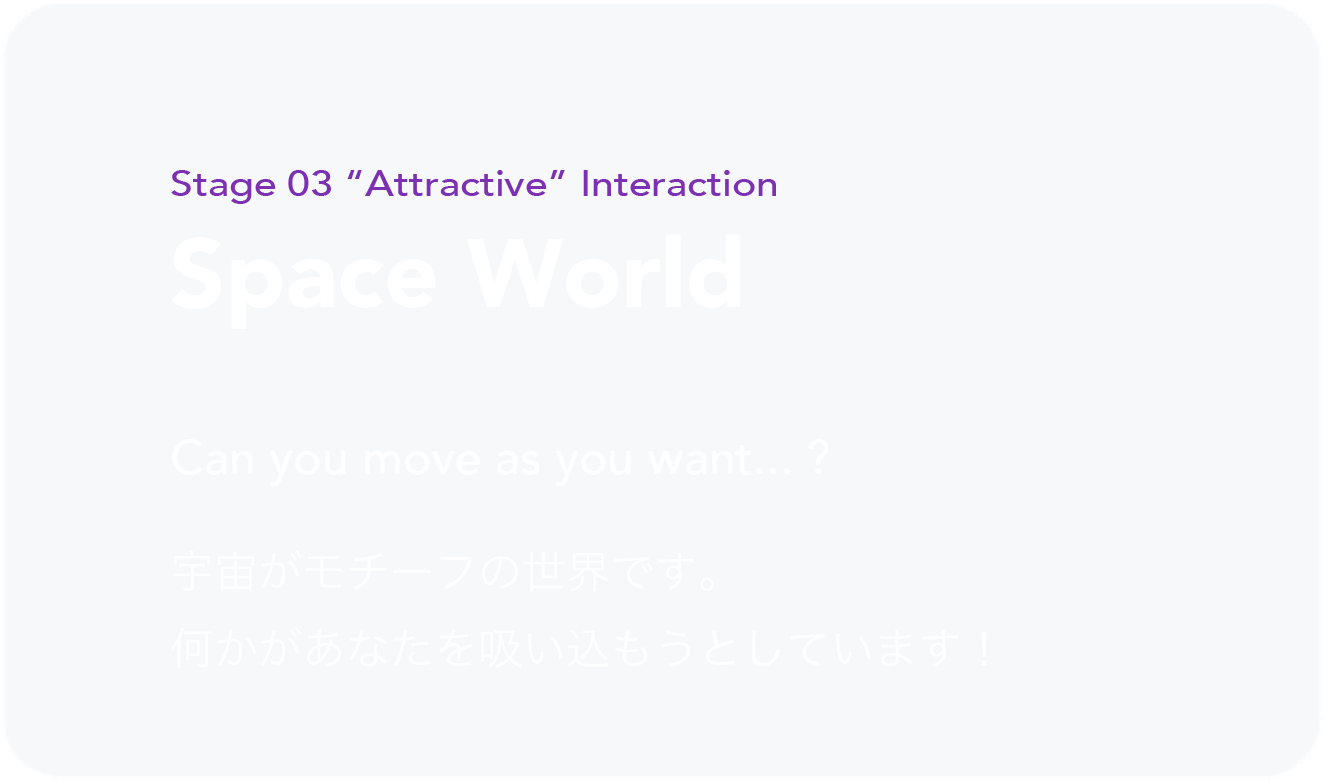 Stage 03 “Attractive” Interaction
Space World
Can you move as you want... ?
宇宙がモチーフの世界です。
何かがあなたを吸い込もうとしています！